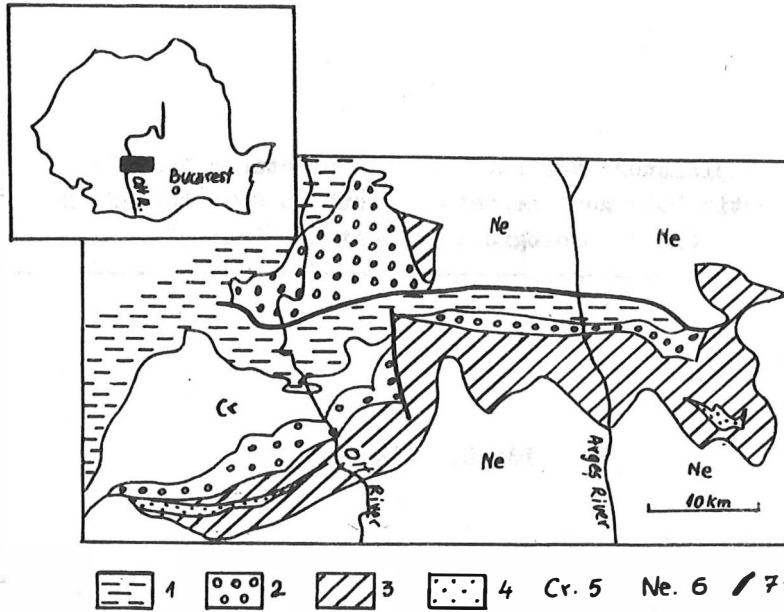 Bucarest
Olt R.
Ne
Ne
Cr
Olt River
Ne
Argeș River
Ne
10 km
1 2 3 4 Cr. 5 Ne. 6 7